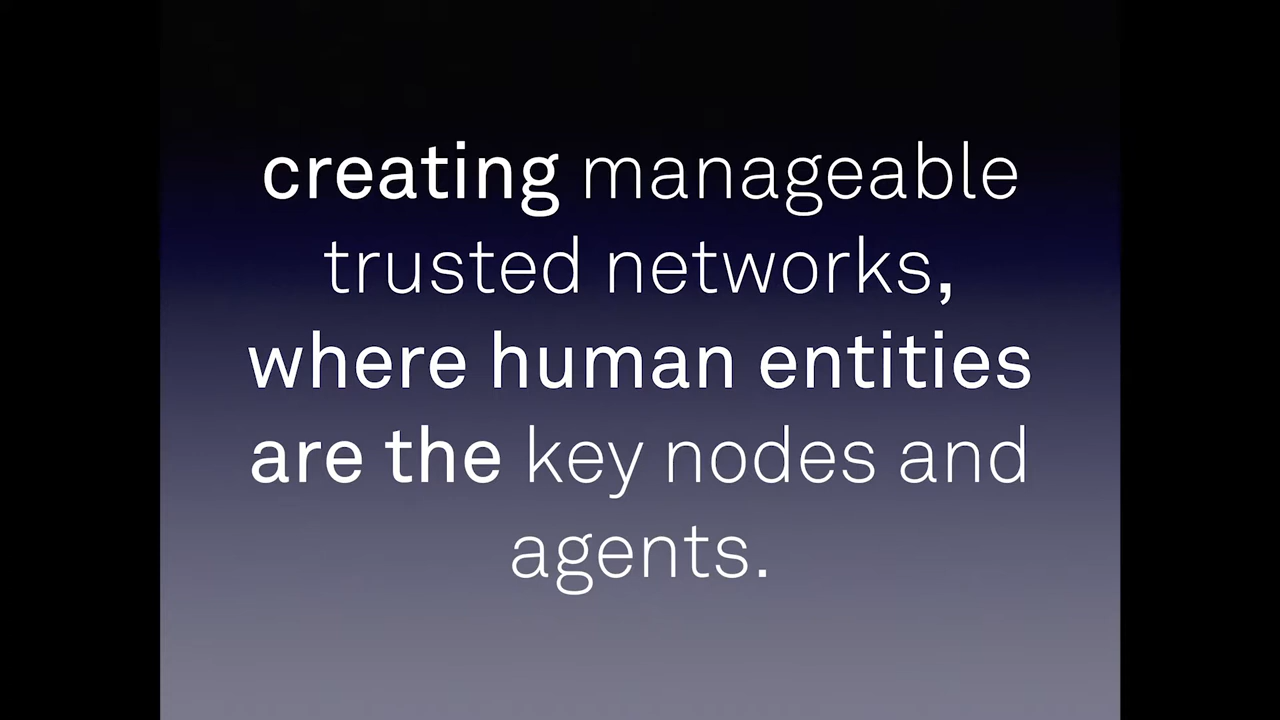 creating manageable
trusted networks,
where human entities
are the key nodes and
agents.